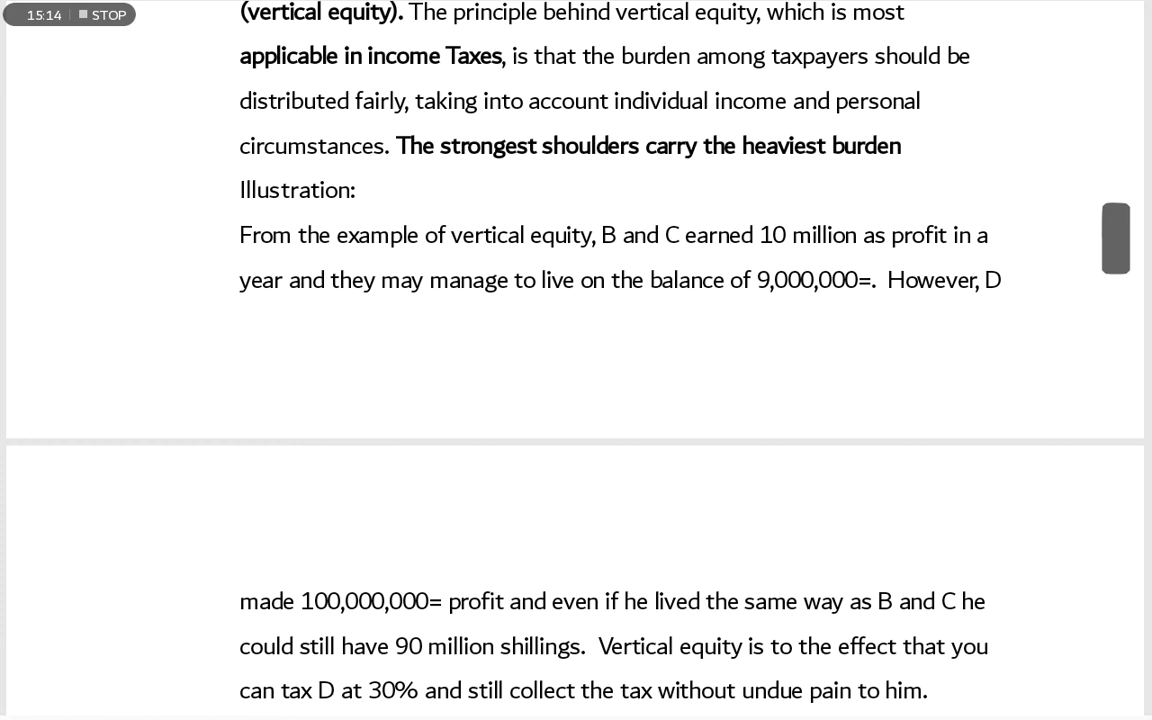 15:14 STOP
(vertical equity). The principle behind vertical equity, which is most
applicable in income Taxes, is that the burden among taxpayers should be
distributed fairly, taking into account individual income and personal
circumstances. The strongest shoulders carry the heaviest burden
Illustration:
From the example of vertical equity, B and C earned 10 million as profit in a
year and they may manage to live on the balance of 9,000,000=. However, D
made 100,000,000= profit and even if he lived the same way as B and C he
could still have 90 million shillings. Vertical equity is to the effect that you
can tax D at 30% and still collect the tax without undue pain to him.